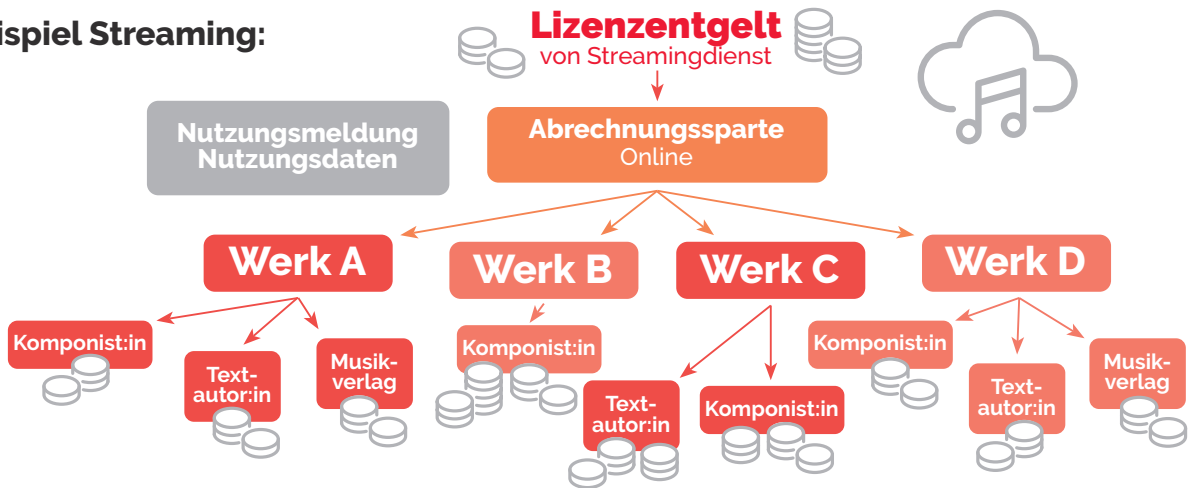 ispiel Streaming:
Lizenzentgelt
von Streamingdienst
Nutzungsmeldung
Nutzungsdaten
Abrechnungssparte
Online
Werk A
Werk B
Werk C
Werk D
Komponist:in
Text-
autor:in
Musik-
verlag
Komponist:in
Text-
autor:in
Komponist:in
Komponist:in
Text-
autor:in
Musik-
verlag